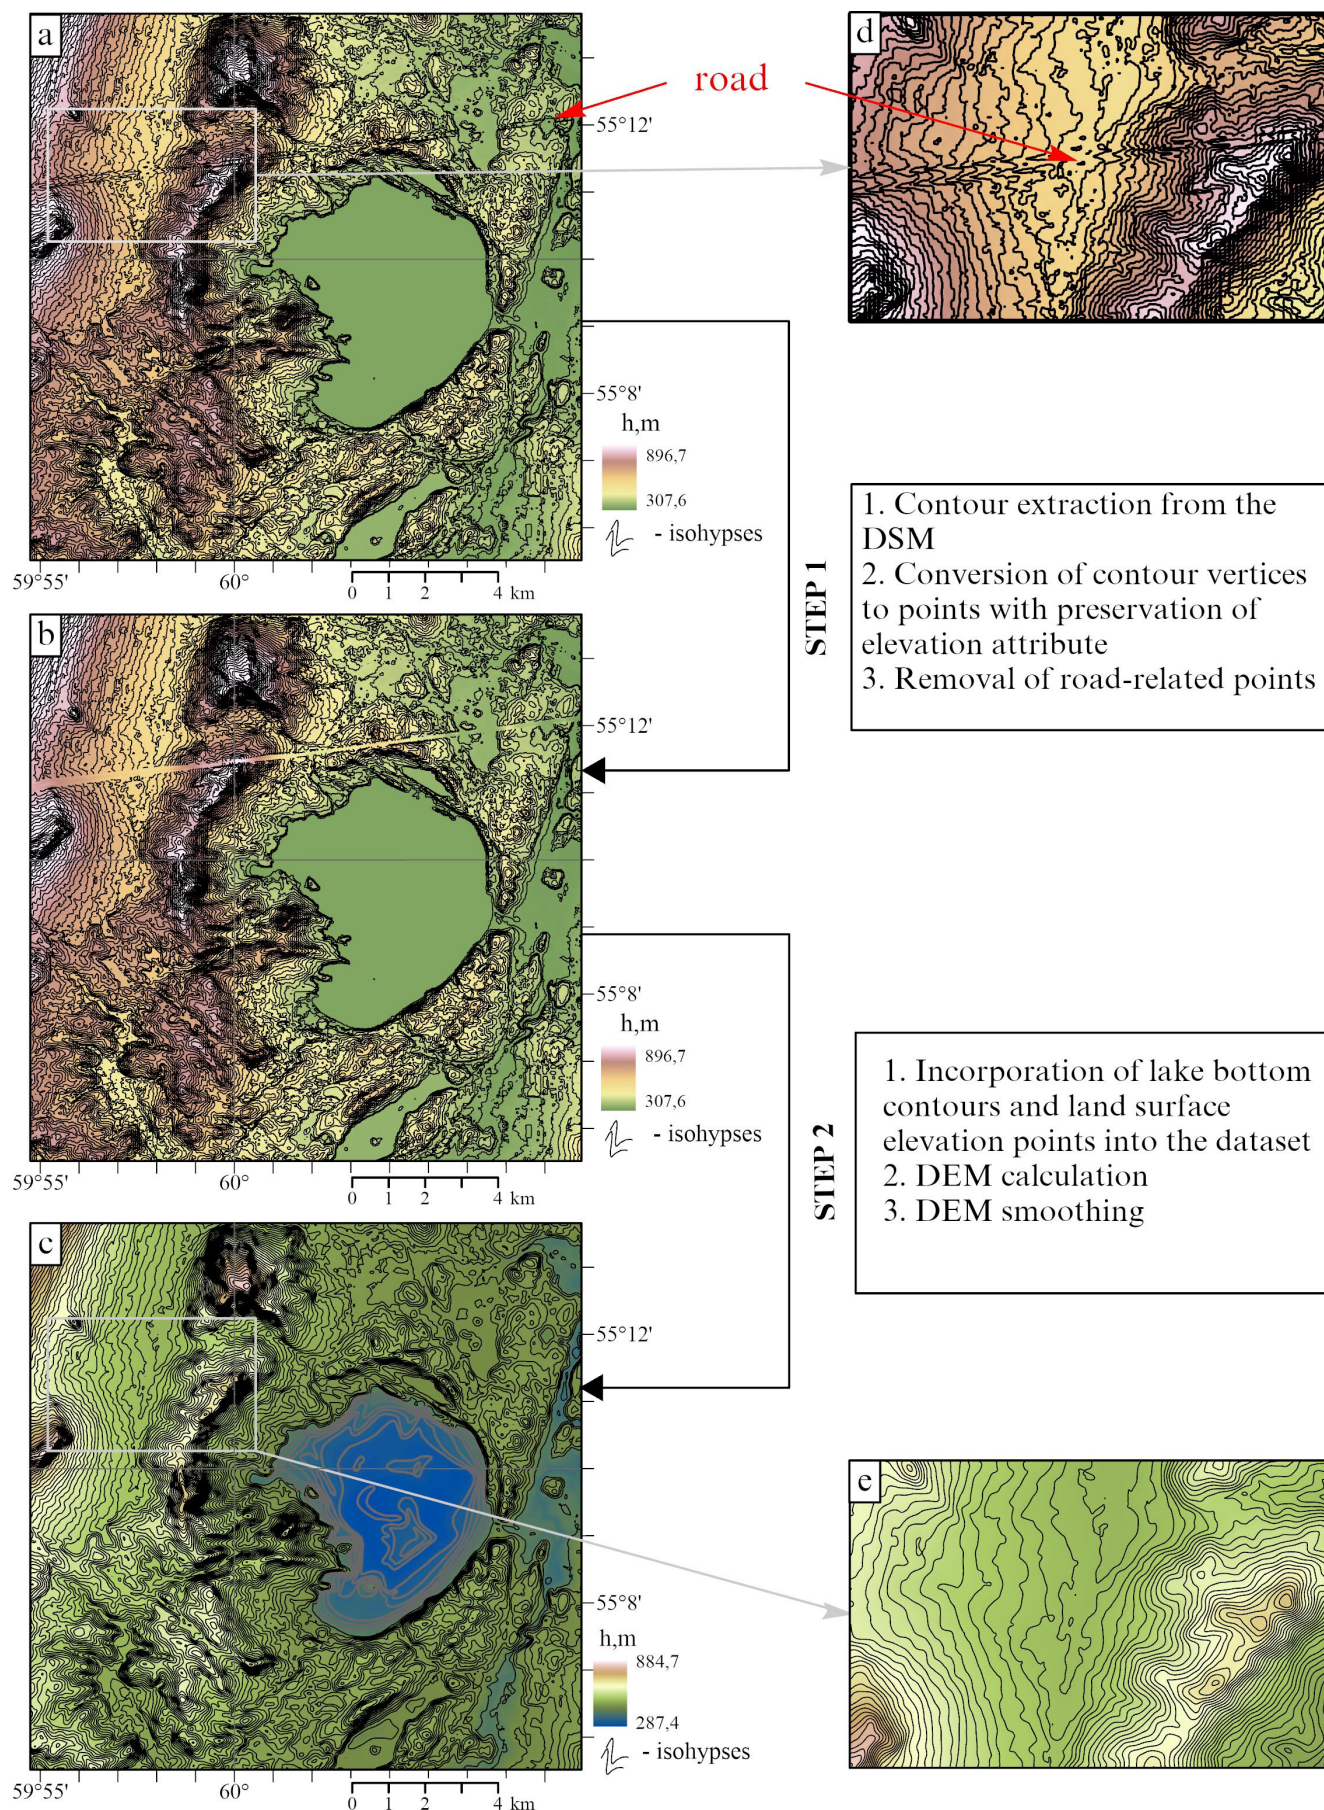 a
road
d
55°12'
55°8'
h,m
896,7
307,6
- isohypses
59°55'
60°
0 1 2 4 km
STEP 1
1. Contour extraction from the
DSM
2. Conversion of contour vertices
to points with preservation of
elevation attribute
3. Removal of road-related points
b
55°12'
55°8'
h,m
896,7
307,6
- isohypses
59°55'
60°
0 1 2 4 km
STEP 2
1. Incorporation of lake bottom
contours and land surface
elevation points into the dataset
2. DEM calculation
3. DEM smoothing
c
55°12'
55°8'
h,m
884,7
287,4
- isohypses
59°55'
60°
0 1 2 4 km
e